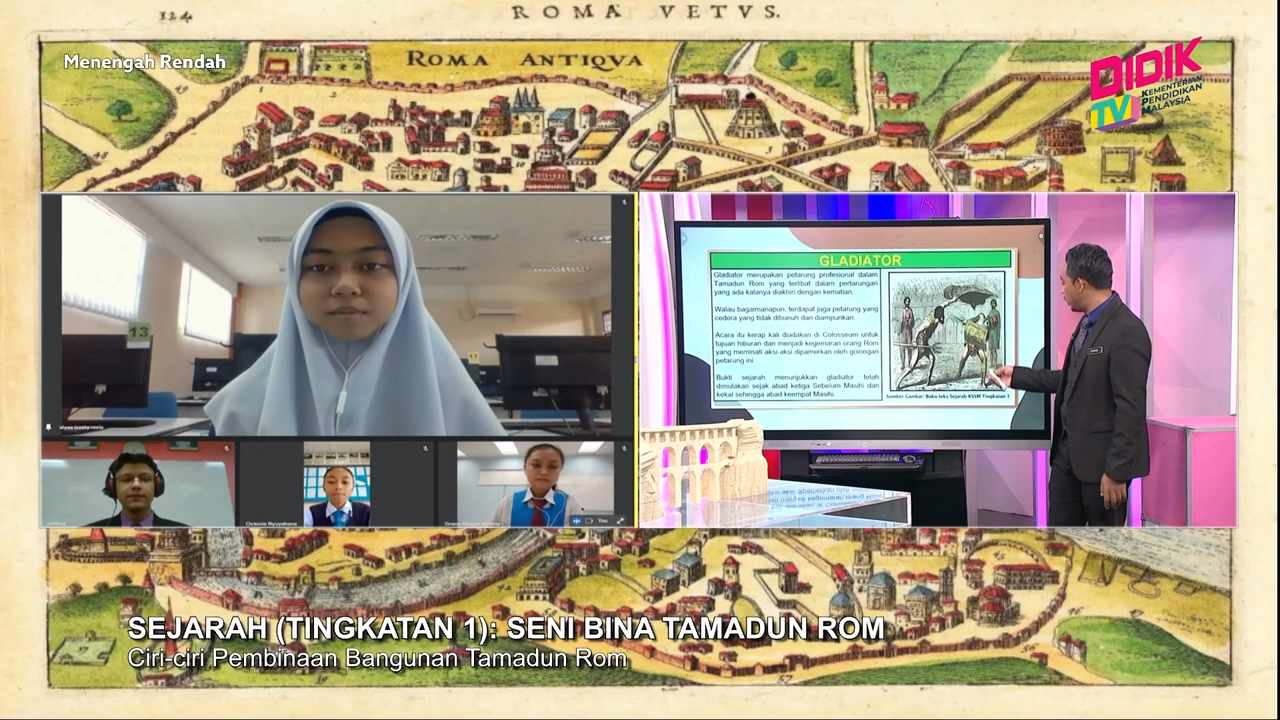 124
ROMA VETVS.
ROMA ANTIQVA
Menengah Rendah
DIDIK
TV
KEMENTERIAN
PENDIDIKAN
MALAYSIA
13
GLADIATOR
Gladiator merupakan petarung profesional dalam
Tamadun Rom yang terlibat dalam pertarungan
yang ada kalanya diakhiri dengan kematian.
Walau bagaimanapun, terdapat juga petarung yang
cedera yang tidak dibunuh dan diampunkan.
Acara itu kerap kali diadakan di Colosseum untuk
tujuan hiburan dan menjadi kegemaran orang Rom
yang meminati aksi-aksi dipamerkan oleh golongan
petarung ini.
Bukti sejarah menunjukkan gladiator telah
dimulakan sejak abad ketiga Sebelum Masihi dan
kekal sehingga abad keempat Masihi.
Sumber Gambar: Buku teks Sejarah KSSM Tingkatan 1
You
SEJARAH (TINGKATAN 1): SENI BINA TAMADUN ROM
Ciri-ciri Pembinaan Bangunan Tamadun Rom